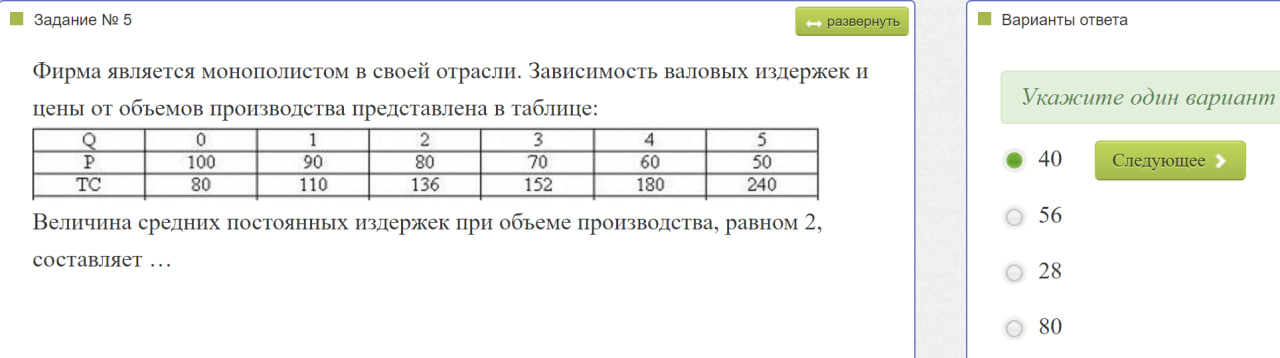 Задание № 5
развернуть
Фирма является монополистом в своей отрасли. Зависимость валовых издержек и
цены от объемов производства представлена в таблице:
Q 0 1 2 3 4 5
P 100 90 80 70 60 50
TC 80 110 136 152 180 240
Величина средних постоянных издержек при объеме производства, равном 2,
составляет …
Варианты ответа
Укажите один вариант
40
Следующее
56
28
80